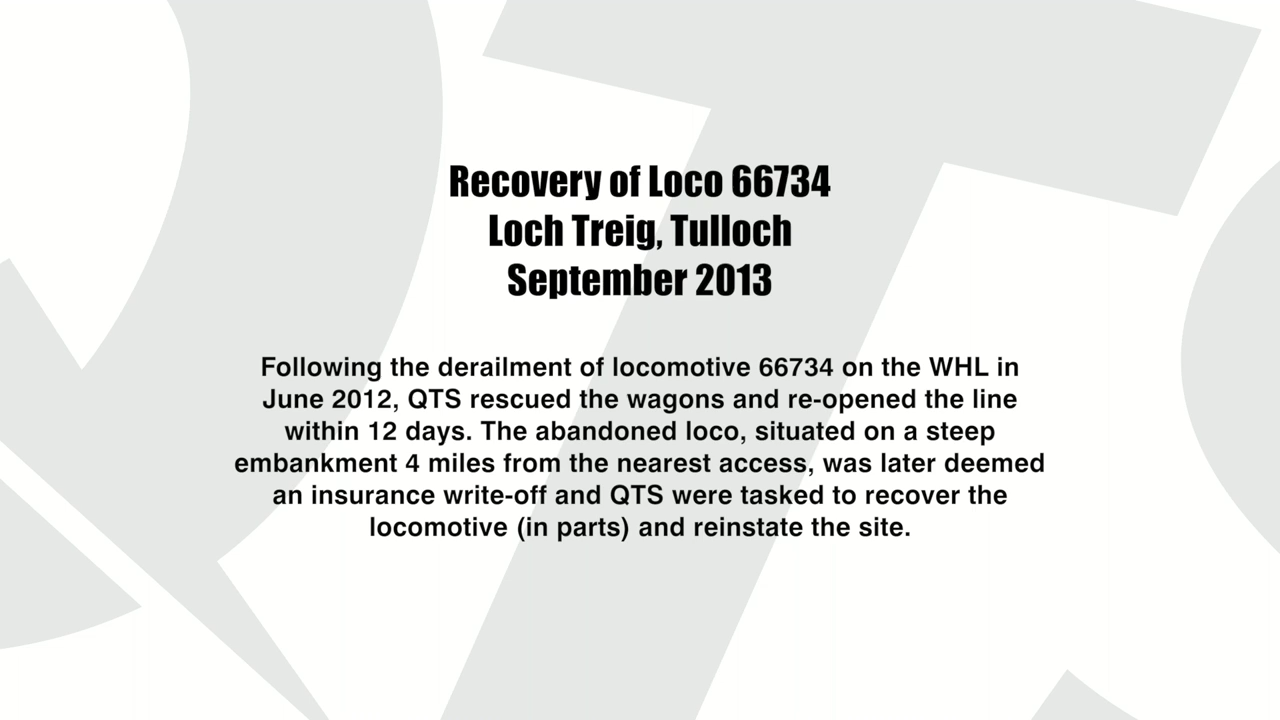 Recovery of Loco 66734
Loch Treig, Tulloch
September 2013
Following the derailment of locomotive 66734 on the WHL in
June 2012, QTS rescued the wagons and re-opened the line
within 12 days. The abandoned loco, situated on a steep
embankment 4 miles from the nearest access, was later deemed
an insurance write-off and QTS were tasked to recover the
locomotive (in parts) and reinstate the site.